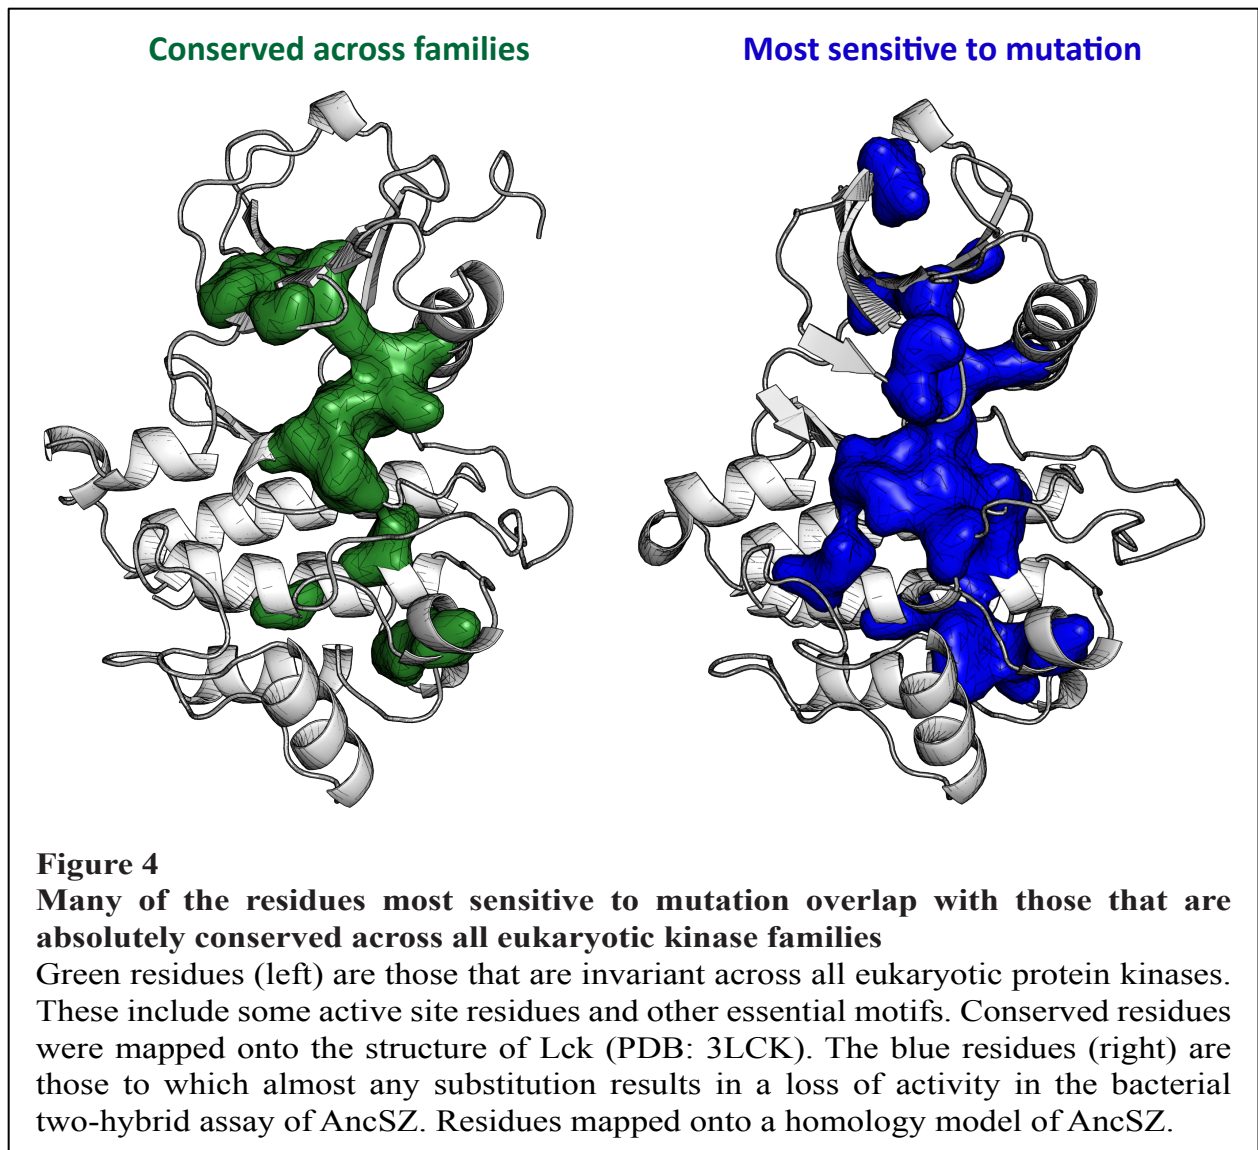 Conserved across families
Most sensitive to mutation
Figure 4
Many of the residues most sensitive to mutation overlap with those that are
absolutely conserved across all eukaryotic kinase families
Green residues (left) are those that are invariant across all eukaryotic protein kinases.
These include some active site residues and other essential motifs. Conserved residues
were mapped onto the structure of Lck (PDB: 3LCK). The blue residues (right) are
those to which almost any substitution results in a loss of activity in the bacterial
two-hybrid assay of AncSZ. Residues mapped onto a homology model of AncSZ.